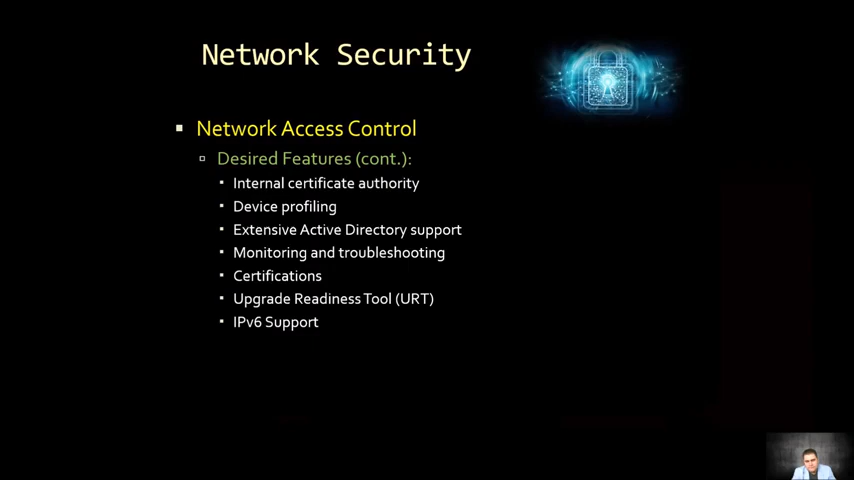 Network Security
Network Access Control
Desired Features (cont.):
Internal certificate authority
Device profiling
Extensive Active Directory support
Monitoring and troubleshooting
Certifications
Upgrade Readiness Tool (URT)
IPv6 Support